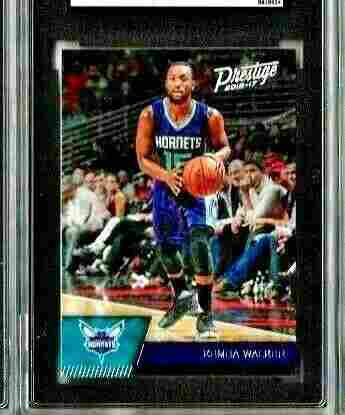 Prestige
2016-17
HORNETS
15
HORNETS
KEMBA WALKER